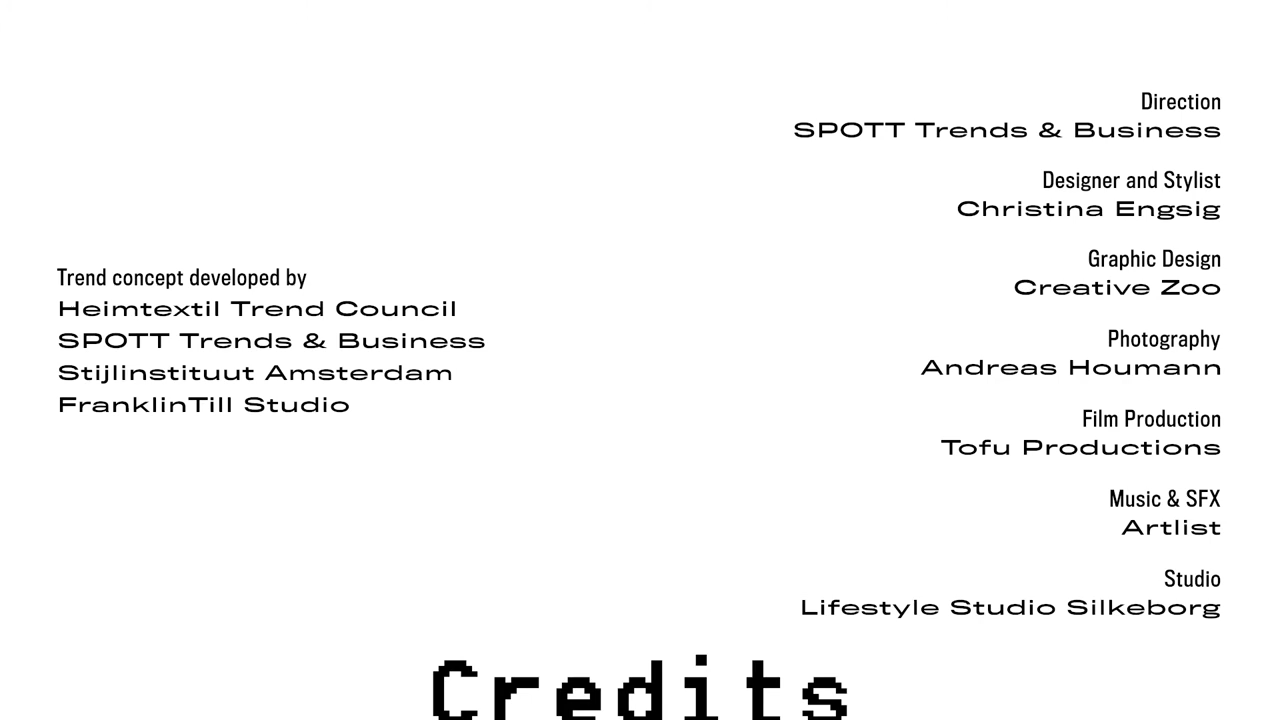 Trend concept developed by
Heimtextil Trend Council
SPOTT Trends & Business
Stijlinstituut Amsterdam
FranklinTill Studio
Direction
SPOTT Trends & Business
Designer and Stylist
Christina Engsig
Graphic Design
Creative Zoo
Photography
Andreas Houmann
Film Production
Tofu Productions
Music & SFX
Artlist
Studio
Lifestyle Studio Silkeborg
Credits